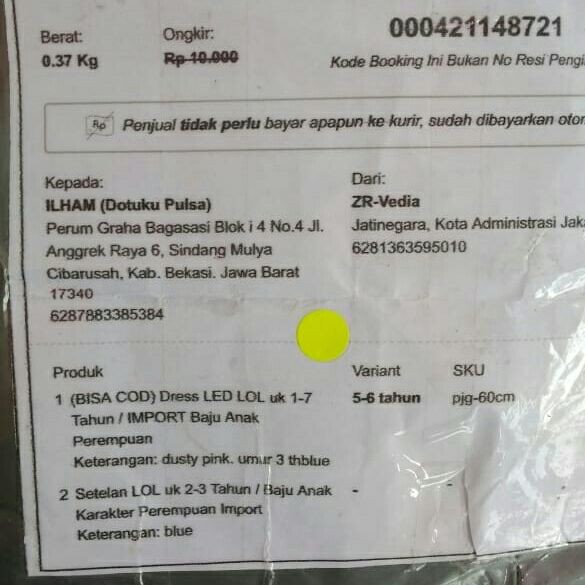 Berat:
Ongkir:
000421148721
0.37 Kg
Rp 10.000
Kode Booking Ini Bukan No Resi
Rp Penjual tidak perlu bayar apapun ke kurir, sudah dibayarkan
Kepada:
Dari:
ILHAM (Dotuku Pulsa)
ZR-Vedia
Perum Graha Bagasasi Blok i 4 No.4 Jl.
Jatinegara, Kota Administrasi
Anggrek Raya 6, Sindang Mulya
6281363595010
Cibarusah, Kab. Bekasi. Jawa Barat
17340
6287883385384
Produk
Variant
SKU
1 (BISA COD) Dress LED LOL uk 1-7
5-6 tahun
pjg-60cm
Tahun / IMPORT Baju Anak
Perempuan
Keterangan: dusty pink. umur 3 thblue
2 Setelan LOL uk 2-3 Tahun / Baju Anak
-
Karakter Perempuan Import
Keterangan: blue